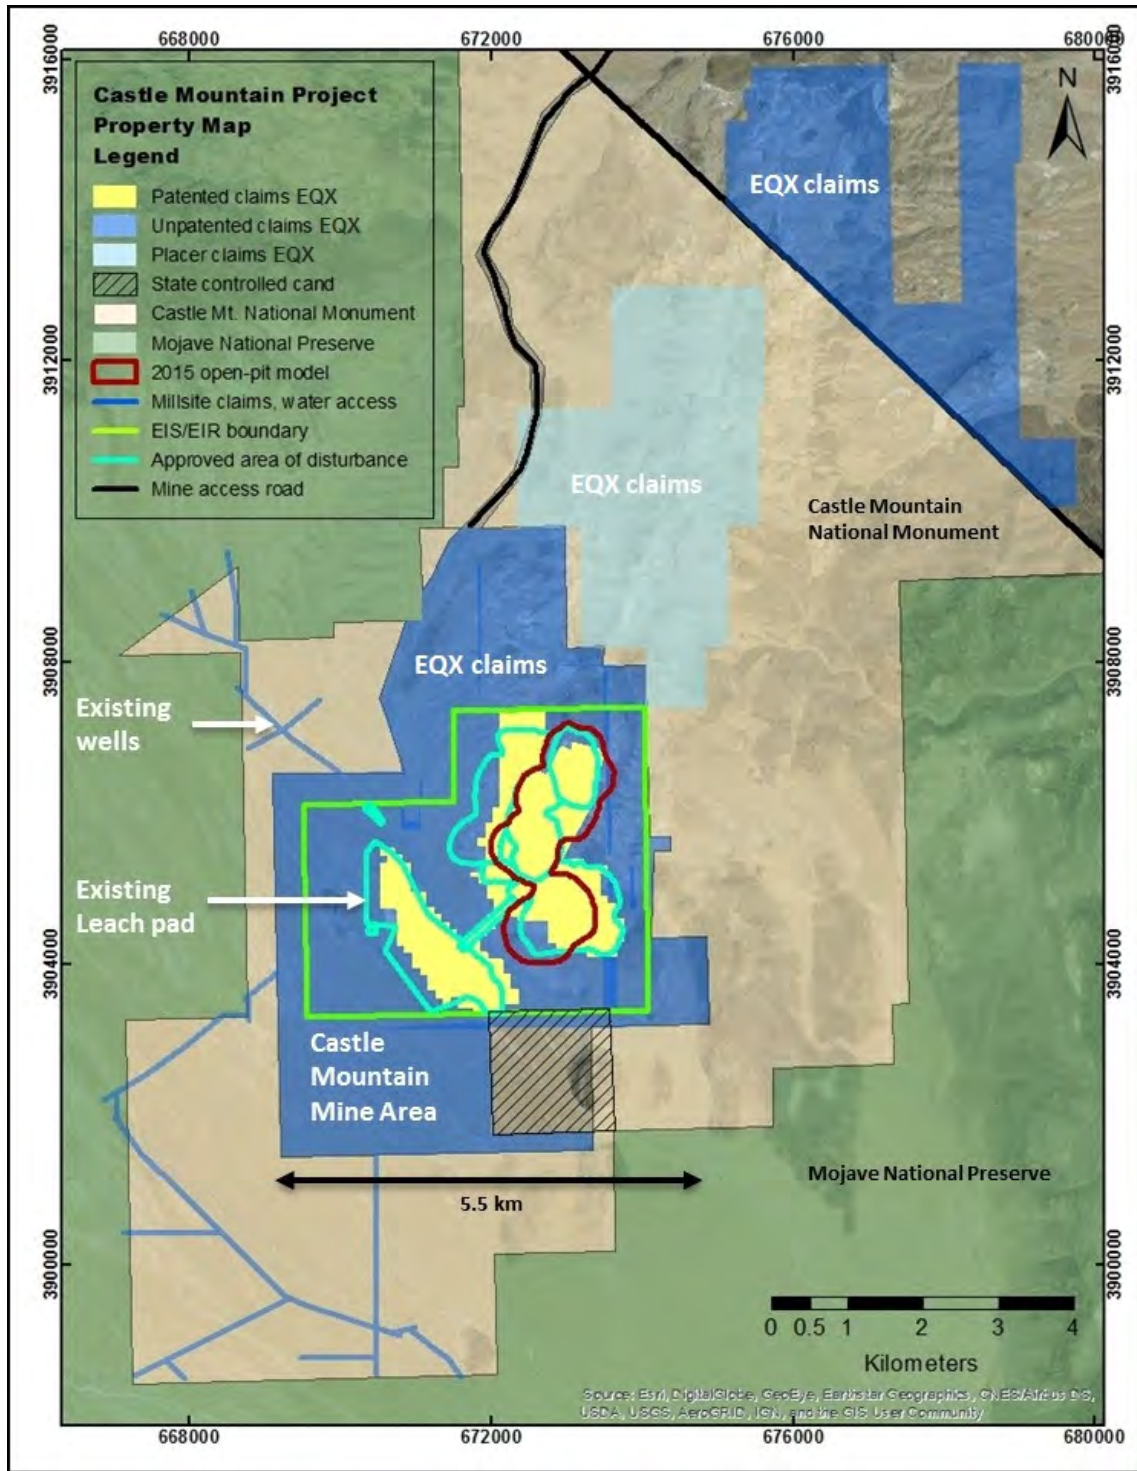 668000
672000
676000
680000
3916000
3916000
Castle Mountain Project
Property Map
Legend
Patented claims EQX
Unpatented claims EQX
Placer claims EQX
State controlled cand
Castle Mt. National Monument
Mojave National Preserve
2015 open-pit model
Millsite claims, water access
EIS/EIR boundary
Approved area of disturbance
Mine access road
N
EQX claims
3912000
3912000
EQX claims
Castle Mountain
National Monument
3908000
3908000
EQX claims
Existing
wells
Existing
Leach pad
3904000
3904000
Castle
Mountain
Mine Area
5.5 km
Mojave National Preserve
3900000
3900000
0 0.5 1 2 3 4
Kilometers
Source: Esri, DigitalGlobe, GeoEye, Earthstar Geographics, CNES/Airbus DS,
USDA, USGS, AeroGRID, IGN, and the GIS User Community
668000
672000
676000
680000